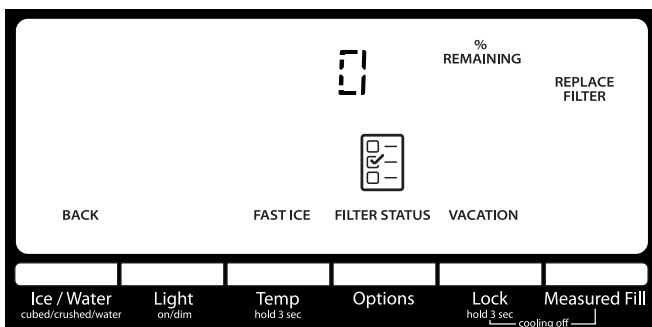 0
%
REMAINING
REPLACE
FILTER
BACK FAST ICE FILTER STATUS VACATION
Ice / Water Light Temp Options Lock Measured Fill
cubed/crushed/water on/dim hold 3 sec hold 3 sec
cooling off